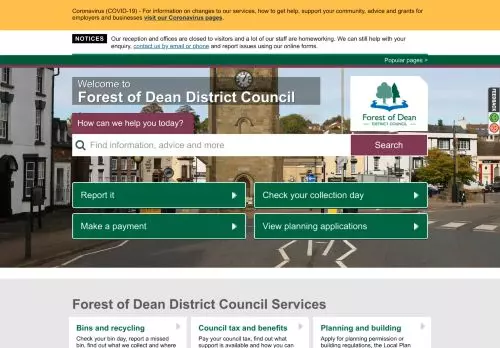 Coronavirus (COVID-19) - For information on changes to our services, how to get help, support your community, advice and grants for
employers and businesses visit our Coronavirus pages.
NOTICES
Our reception and offices are closed to visitors and a lot of our staff are homeworking. We can still help with your
enquiry, contact us by email or phone and report issues using our online forms.
Popular pages >
FEEDBACK
Welcome to
Forest of Dean District Council
Forest of Dean
DISTRICT COUNCIL
How can we help you today?
Find information, advice and more
Search
Report it
Check your collection day
Make a payment
View planning applications
Forest of Dean District Council Services
Bins and recycling
Council tax and benefits
Planning and building
Check your bin day, report a missed
bin, find out what we collect and where
Pay your council tax, find out what
support is available and how you can
Apply for planning permission or
building regulations, the Local Plan